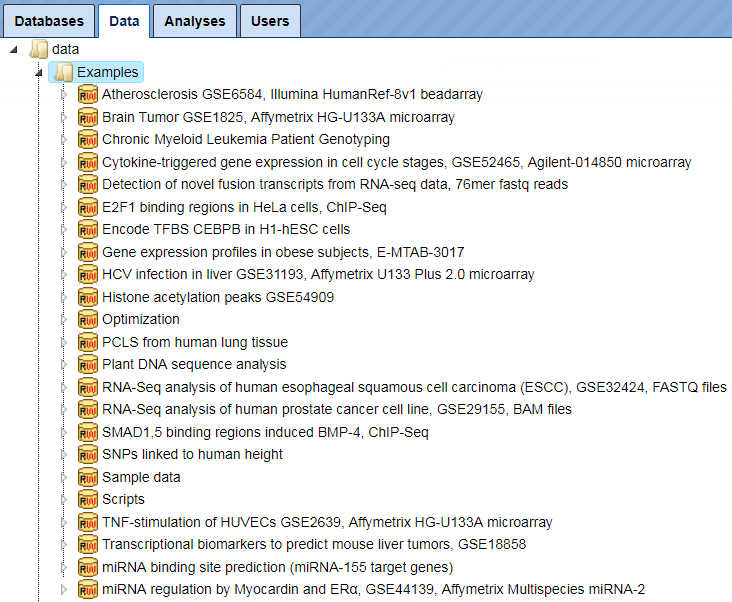 Databases Data Analyses Users
data
Examples
Atherosclerosis GSE6584, Illumina HumanRef-8v1 beadarray
Brain Tumor GSE1825, Affymetrix HG-U133A microarray
Chronic Myeloid Leukemia Patient Genotyping
Cytokine-triggered gene expression in cell cycle stages, GSE52465, Agilent-014850 microarray
Detection of novel fusion transcripts from RNA-seq data, 76mer fastq reads
E2F1 binding regions in HeLa cells, ChIP-Seq
Encode TFBS CEBPB in H1-hESC cells
Gene expression profiles in obese subjects, E-MTAB-3017
HCV infection in liver GSE31193, Affymetrix U133 Plus 2.0 microarray
Histone acetylation peaks GSE54909
Optimization
PCLS from human lung tissue
Plant DNA sequence analysis
RNA-Seq analysis of human esophageal squamous cell carcinoma (ESCC), GSE32424, FASTQ files
RNA-Seq analysis of human prostate cancer cell line, GSE29155, BAM files
SMAD1,5 binding regions induced BMP-4, ChIP-Seq
SNPs linked to human height
Sample data
Scripts
TNF-stimulation of HUVECs GSE2639, Affymetrix HG-U133A microarray
Transcriptional biomarkers to predict mouse liver tumors, GSE18858
miRNA binding site prediction (miRNA-155 target genes)
miRNA regulation by Myocardin and ERα, GSE44139, Affymetrix Multispecies miRNA-2